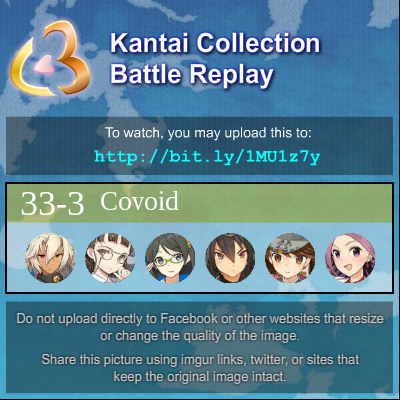 Kantai Collection
Battle Replay
To watch, you may upload this to:
http://bit.ly/1MU1z7y
33-3 Covoid
Do not upload directly to Facebook or other websites that resize
or change the quality of the image.
Share this picture using imgur links, twitter, or sites that
keep the original image intact.